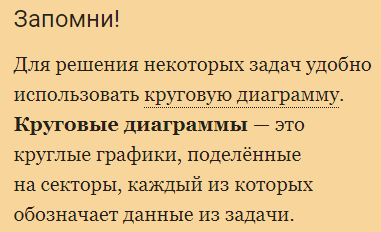 Запомни!
Для решения некоторых задач удобно
использовать круговую диаграмму.
Круговые диаграммы — это
круглые графики, поделённые
на секторы, каждый из которых
обозначает данные из задачи.